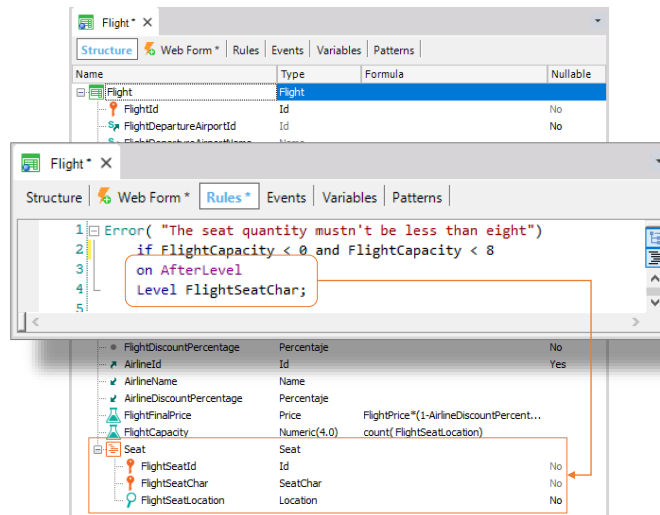 Flight *
Structure Web Form * Rules Events Variables Patterns
Name Type Formula Nullable
Flight Flight
FlightId Id No
FlightDepartureAirportId Id No
FlightDepartureAirportName Name
Flight *
Structure Web Form * Rules * Events Variables Patterns
1 Error( "The seat quantity mustn't be less than eight")
2 if FlightCapacity < 0 and FlightCapacity < 8
3 on AfterLevel
4 Level FlightSeatChar;
5
FlightDiscountPercentage Percentaje No
AirlineId Id Yes
AirlineName Name
AirlineDiscountPercentage Percentaje
FlightFinalPrice Price FlightPrice*(1-AirlineDiscountPercent...
FlightCapacity Numeric(4.0) count( FlightSeatLocation)
Seat Seat
FlightSeatId Id No
FlightSeatChar SeatChar No
FlightSeatLocation Location No